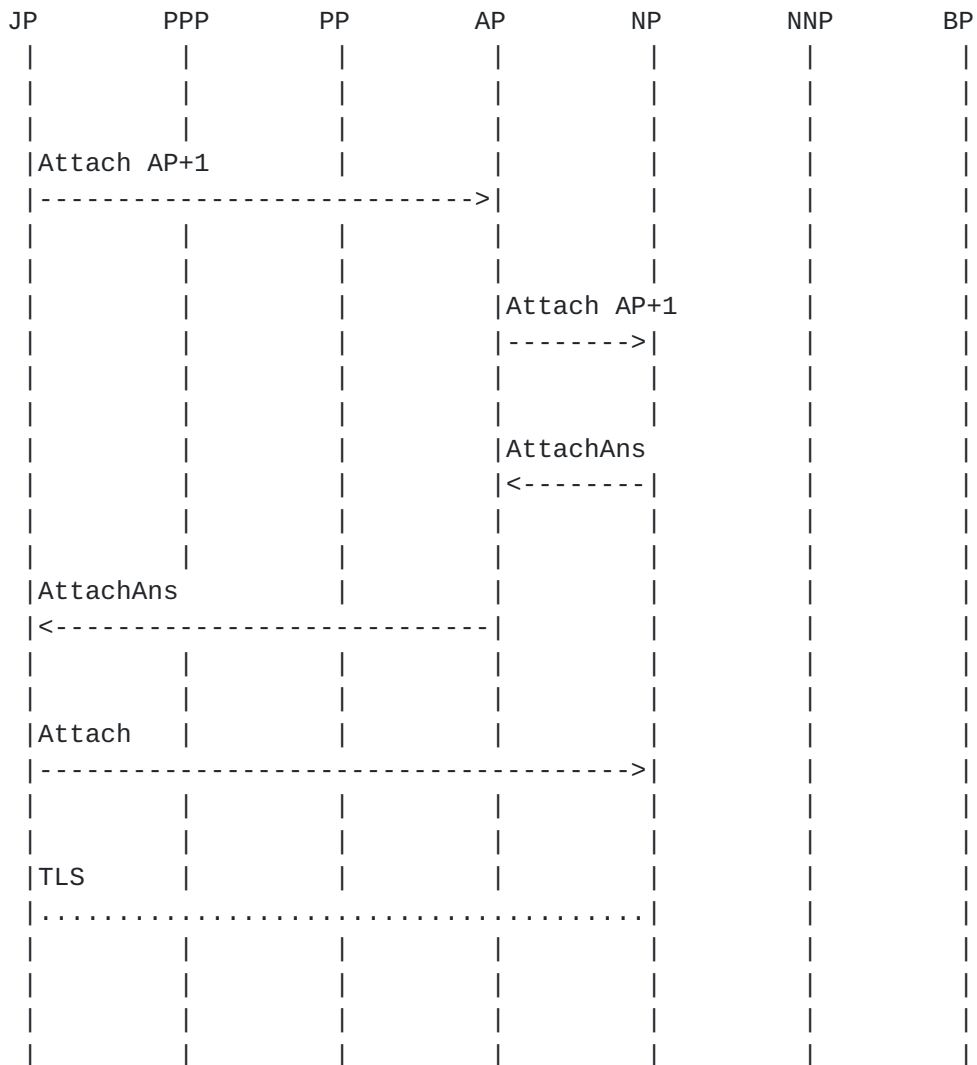 JP PPP PP AP NP NNP BP
Attach AP+1
Attach AP+1
AttachAns
AttachAns
Attach
TLS